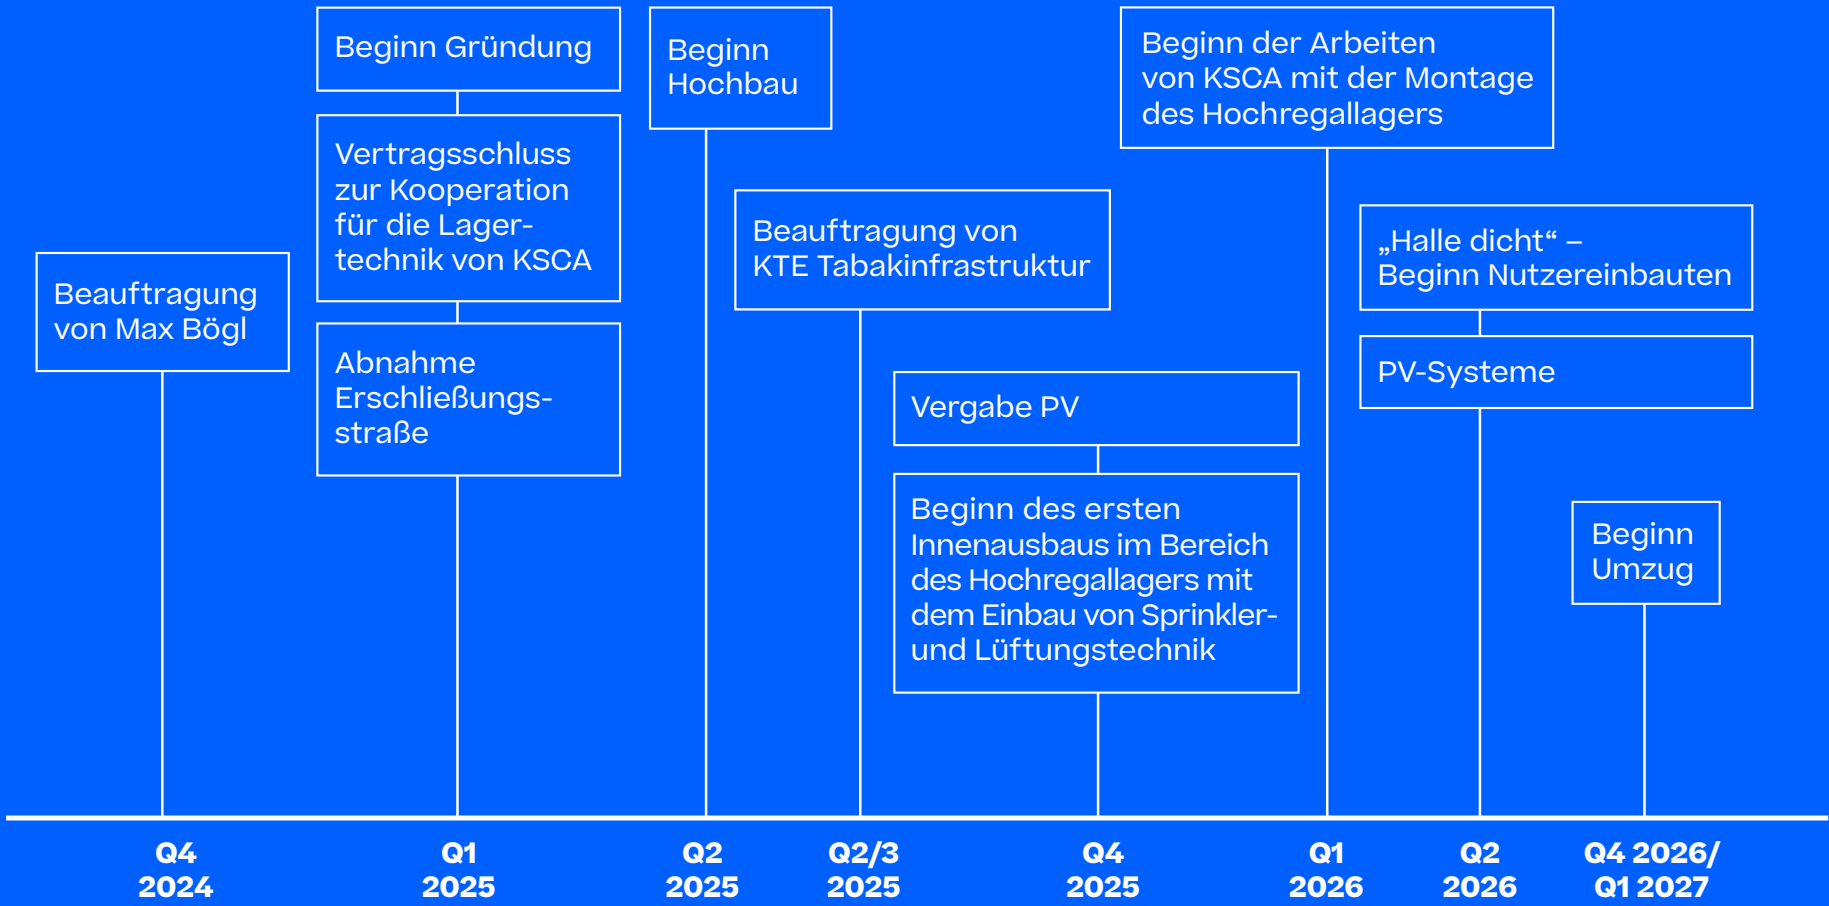 Beginn Gründung
Vertragsschluss
zur Kooperation
für die Lager-
technik von KSCA
Abnahme
Erschließungs-
straße
Beauftragung
von Max Bögl
Beginn
Hochbau
Beauftragung von
KTE Tabakinfrastruktur
Vergabe PV
Beginn des ersten
Innenausbaus im Bereich
des Hochregallagers mit
dem Einbau von Sprinkler-
und Lüftungstechnik
Beginn der Arbeiten
von KSCA mit der Montage
des Hochregallagers
„Halle dicht“ –
Beginn Nutzereinbauten
PV-Systeme
Beginn
Umzug
Q4
2024
Q1
2025
Q2
2025
Q2/3
2025
Q4
2025
Q1
2026
Q2
2026
Q4 2026/
Q1 2027